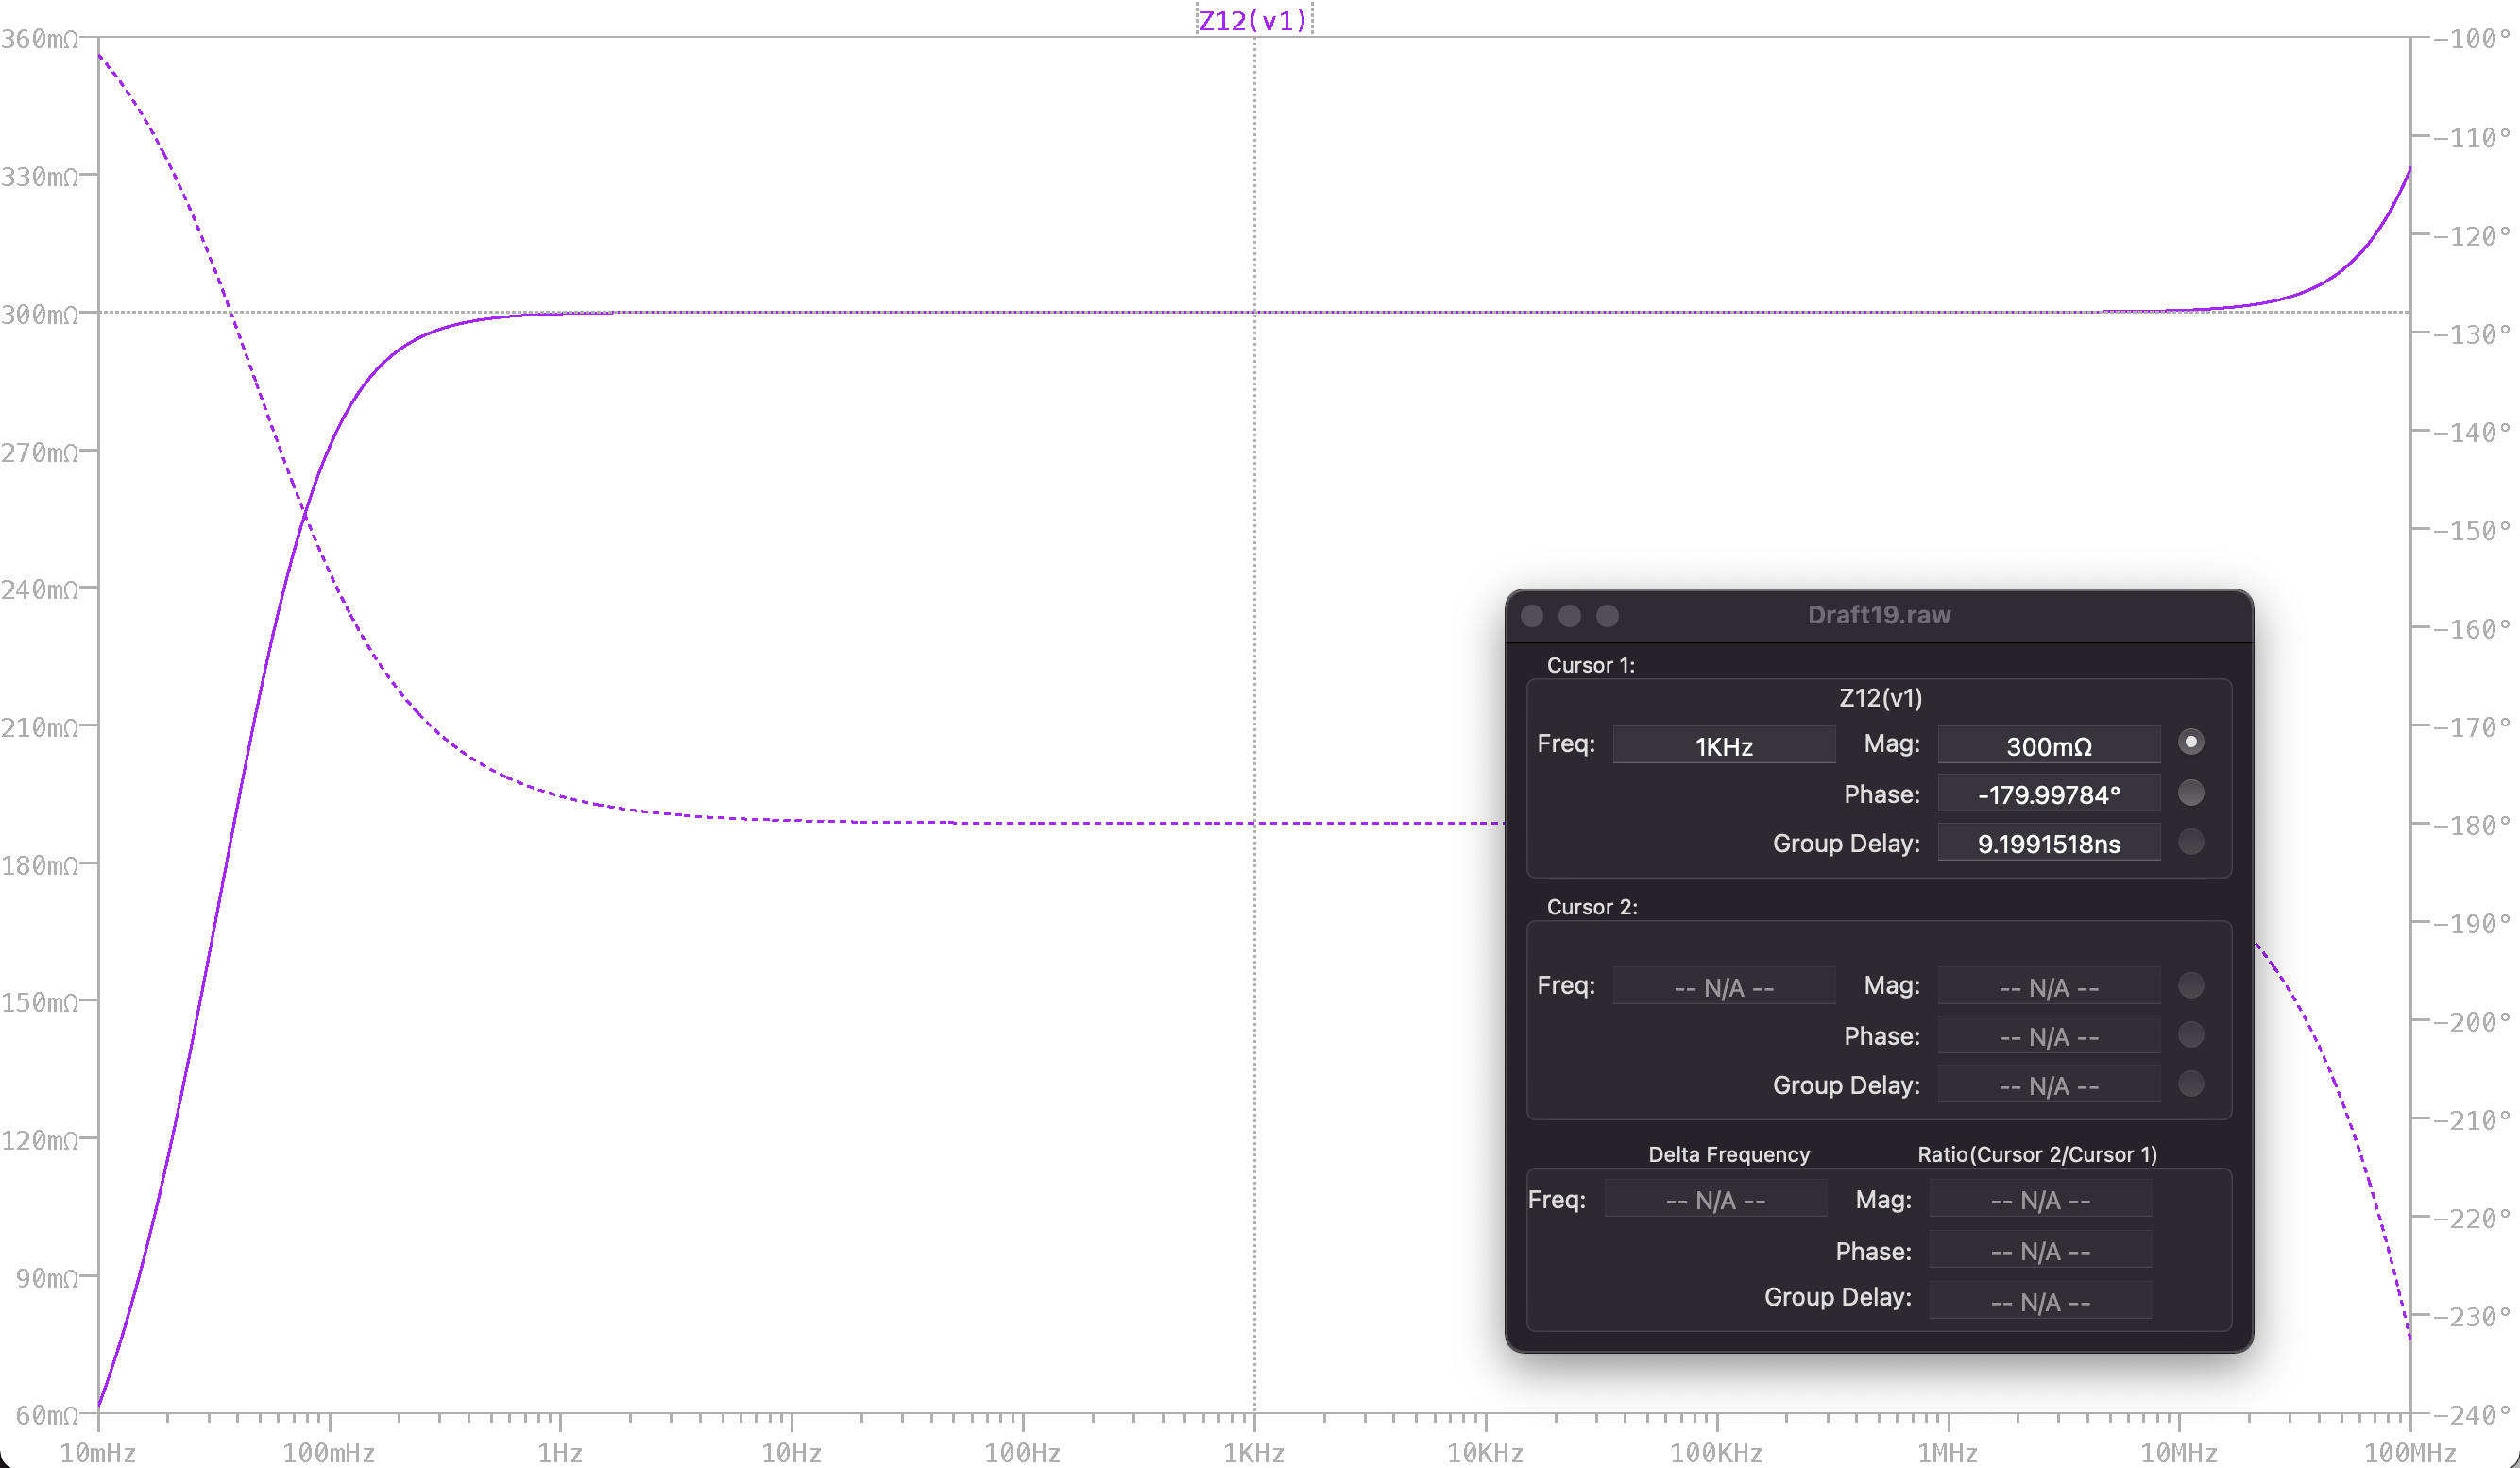 Z12(v1)
360mΩ
330mΩ
300mΩ
270mΩ
240mΩ
210mΩ
180mΩ
150mΩ
120mΩ
90mΩ
60mΩ
-100°
-110°
-120°
-130°
-140°
-150°
-160°
-170°
-180°
-190°
-200°
-210°
-220°
-230°
-240°
10mHz 100mHz 1Hz 10Hz 100Hz 1KHz 10KHz 100KHz 1MHz 10MHz 100MHz
Draft19.raw
Cursor 1:
Z12(v1)
Freq: 1KHz Mag: 300mΩ
Phase: -179.99784°
Group Delay: 9.1991518ns
Cursor 2:
Freq: -- N/A -- Mag: -- N/A --
Phase: -- N/A --
Group Delay: -- N/A --
Delta Frequency Ratio(Cursor 2/Cursor 1)
Freq: -- N/A -- Mag: -- N/A --
Phase: -- N/A --
Group Delay: -- N/A --